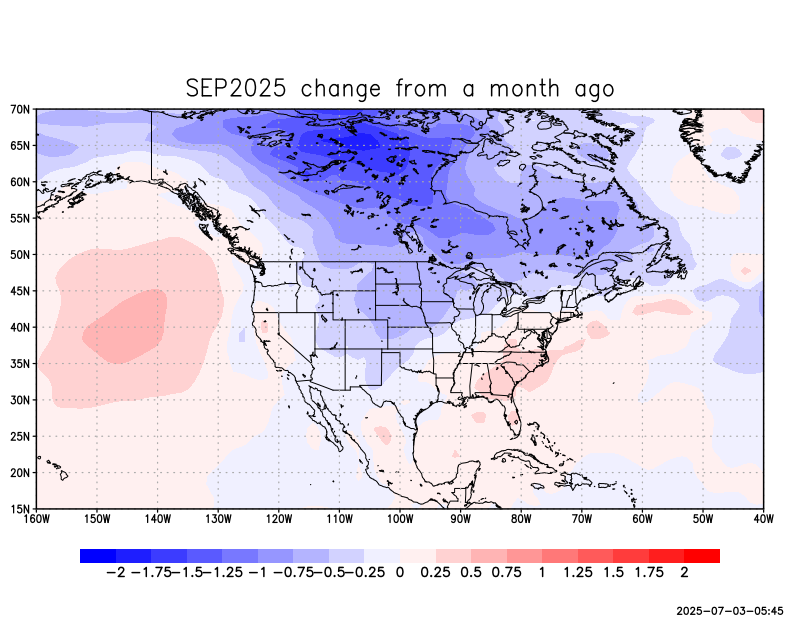 SEP2025 change from a month ago
70N
65N
60N
55N
50N
45N
40N
35N
30N
25N
20N
15N
160W 150W 140W 130W 120W 110W 100W 90W 80W 70W 60W 50W 40W
-2 -1.75 -1.5 -1.25 -1 -0.75 -0.5 -0.25 0 0.25 0.5 0.75 1 1.25 1.5 1.75 2
2025-07-03-05:45